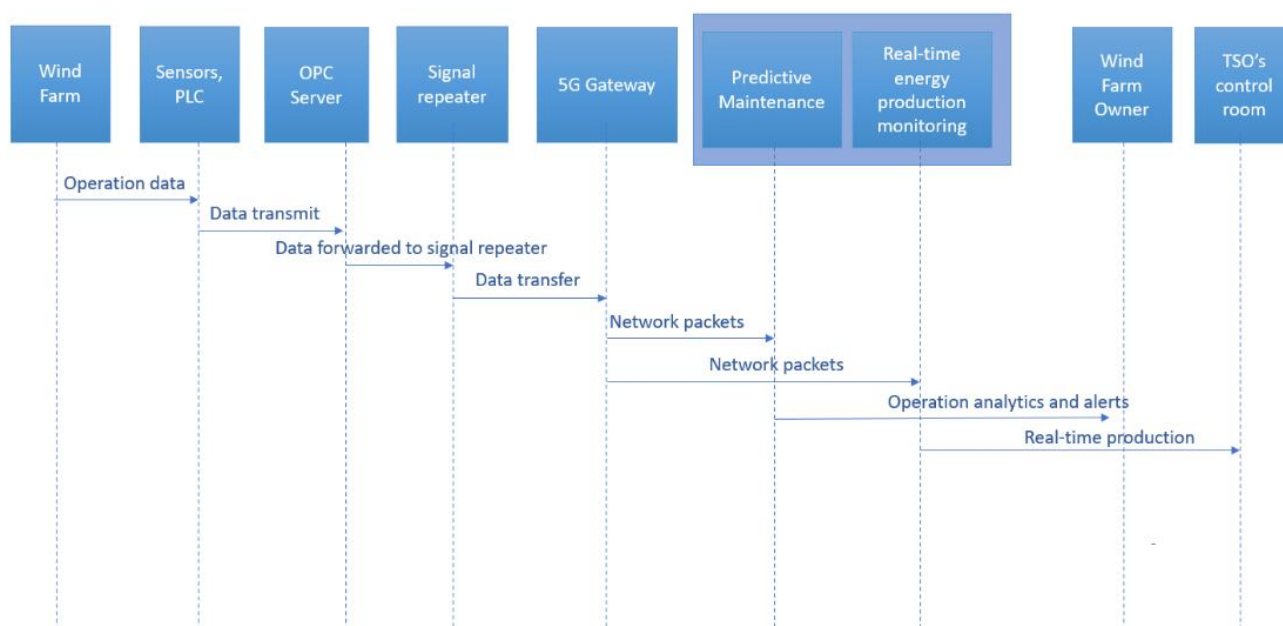 Wind
Farm
Sensors,
PLC
OPC
Server
Signal
repeater
5G Gateway
Predictive
Maintenance
Real-time
energy
production
monitoring
Wind
Farm
Owner
TSO's
control
room
Operation data
Data transmit
Data forwarded to signal repeater
Data transfer
Network packets
Network packets
Operation analytics and alerts
Real-time production